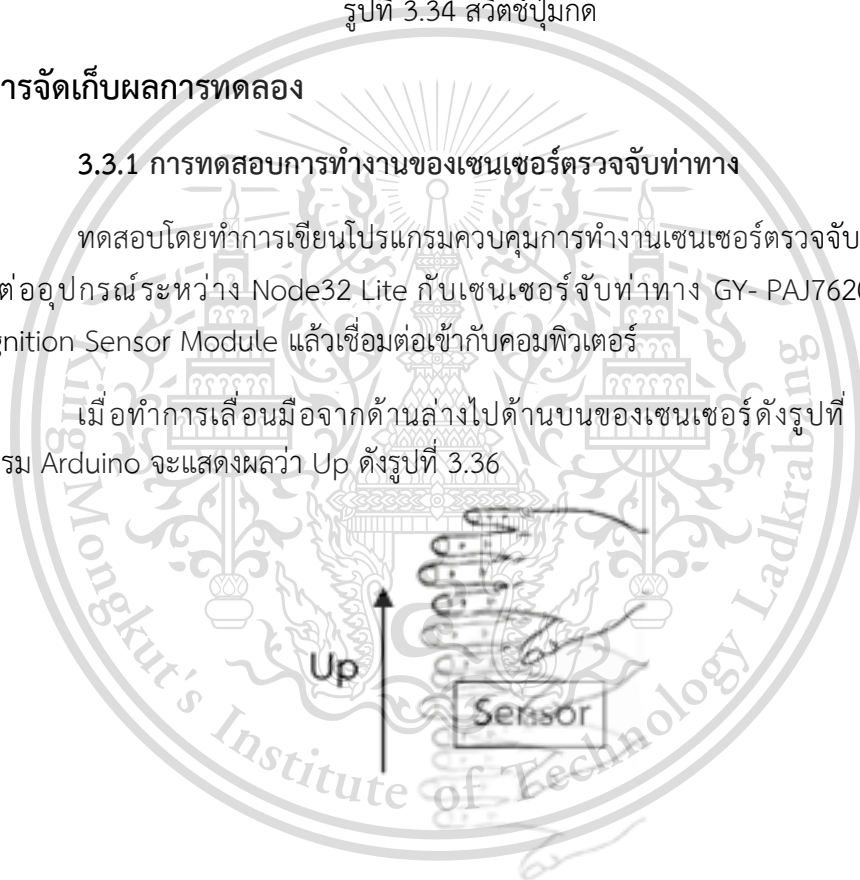 รูปที่ 3.34 สวิตช์ปุ่มกด
ารจัดเก็บผลการทดลอง
3.3.1 การทดสอบการทำงานของเซนเซอร์ตรวจจับท่าทาง
ทดสอบโดยทำการเขียนโปรแกรมควบคุมการทำงานเซนเซอร์ตรวจจับ
ต่ออุปกรณ์ระหว่าง Node32 Lite กับเซนเซอร์จับท่าทาง GY- PAJ7620
gnition Sensor Module แล้วเชื่อมต่อเข้ากับคอมพิวเตอร์
เมื่อทำการเลื่อนมือจากด้านล่างไปด้านบนของเซนเซอร์ดังรูปที่
รม Arduino จะแสดงผลว่า Up ดังรูปที่ 3.36
Up
Sensor
King Mongkut's Institute of Technology Ladkrabang